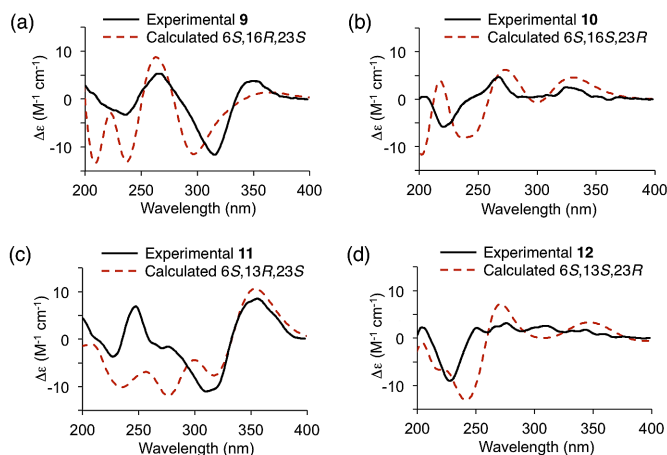 (a)
Experimental 9
Calculated 6S,16R,23S
10
0
-10
Δε (M⁻¹ cm⁻¹)
200 250 300 350 400
Wavelength (nm)
(b)
Experimental 10
Calculated 6S,16S,23R
10
0
-10
Δε (M⁻¹ cm⁻¹)
200 250 300 350 400
Wavelength (nm)
(c)
Experimental 11
Calculated 6S,13R,23S
10
0
-10
Δε (M⁻¹ cm⁻¹)
200 250 300 350 400
Wavelength (nm)
(d)
Experimental 12
Calculated 6S,13S,23R
10
0
-10
Δε (M⁻¹ cm⁻¹)
200 250 300 350 400
Wavelength (nm)